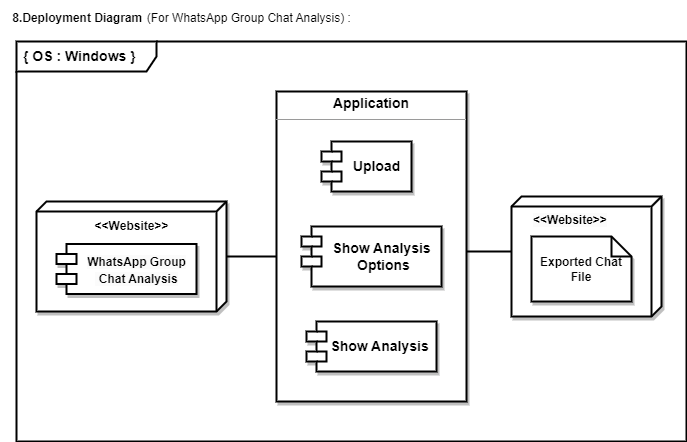 8.Deployment Diagram (For WhatsApp Group Chat Analysis) :
{ OS : Windows }
Application
Upload
<<Website>>
WhatsApp Group
Chat Analysis
Show Analysis
Options
<<Website>>
Exported Chat
File
Show Analysis